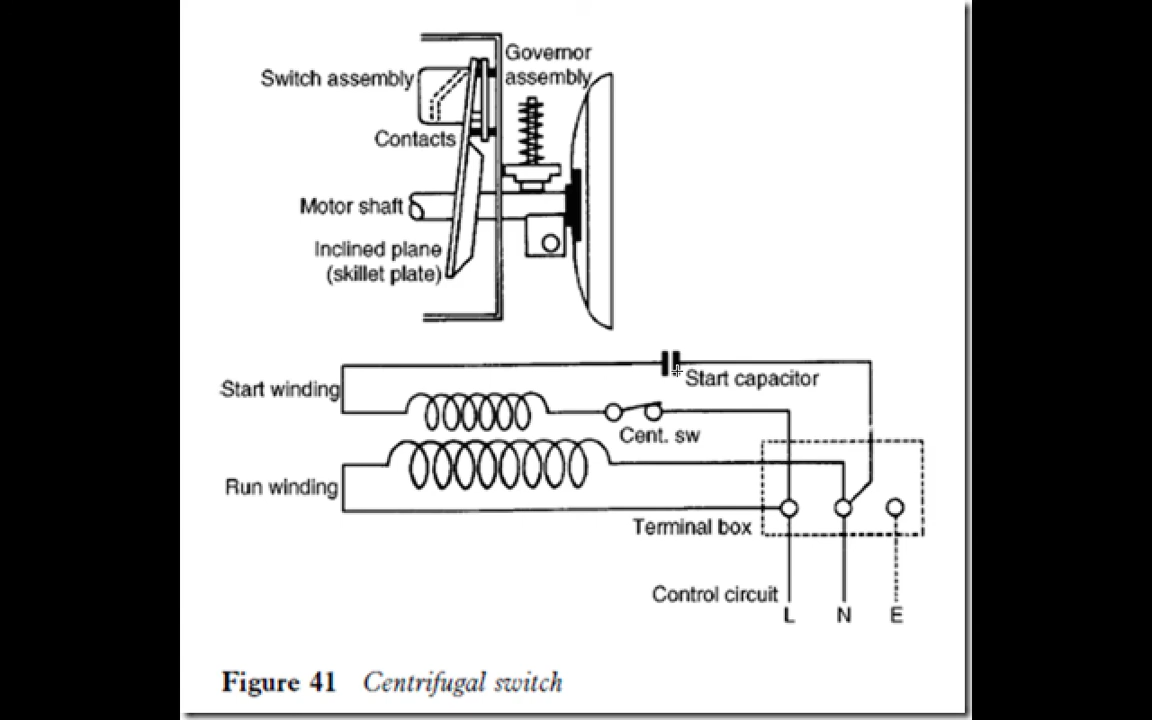 Governor
Switch assembly
assembly
Contacts
Motor shaft
Inclined plane
(skillet plate)
Start capacitor
Start winding
Cent. sw
Run winding
Terminal box
Control circuit
L N E
Figure 41 Centrifugal switch